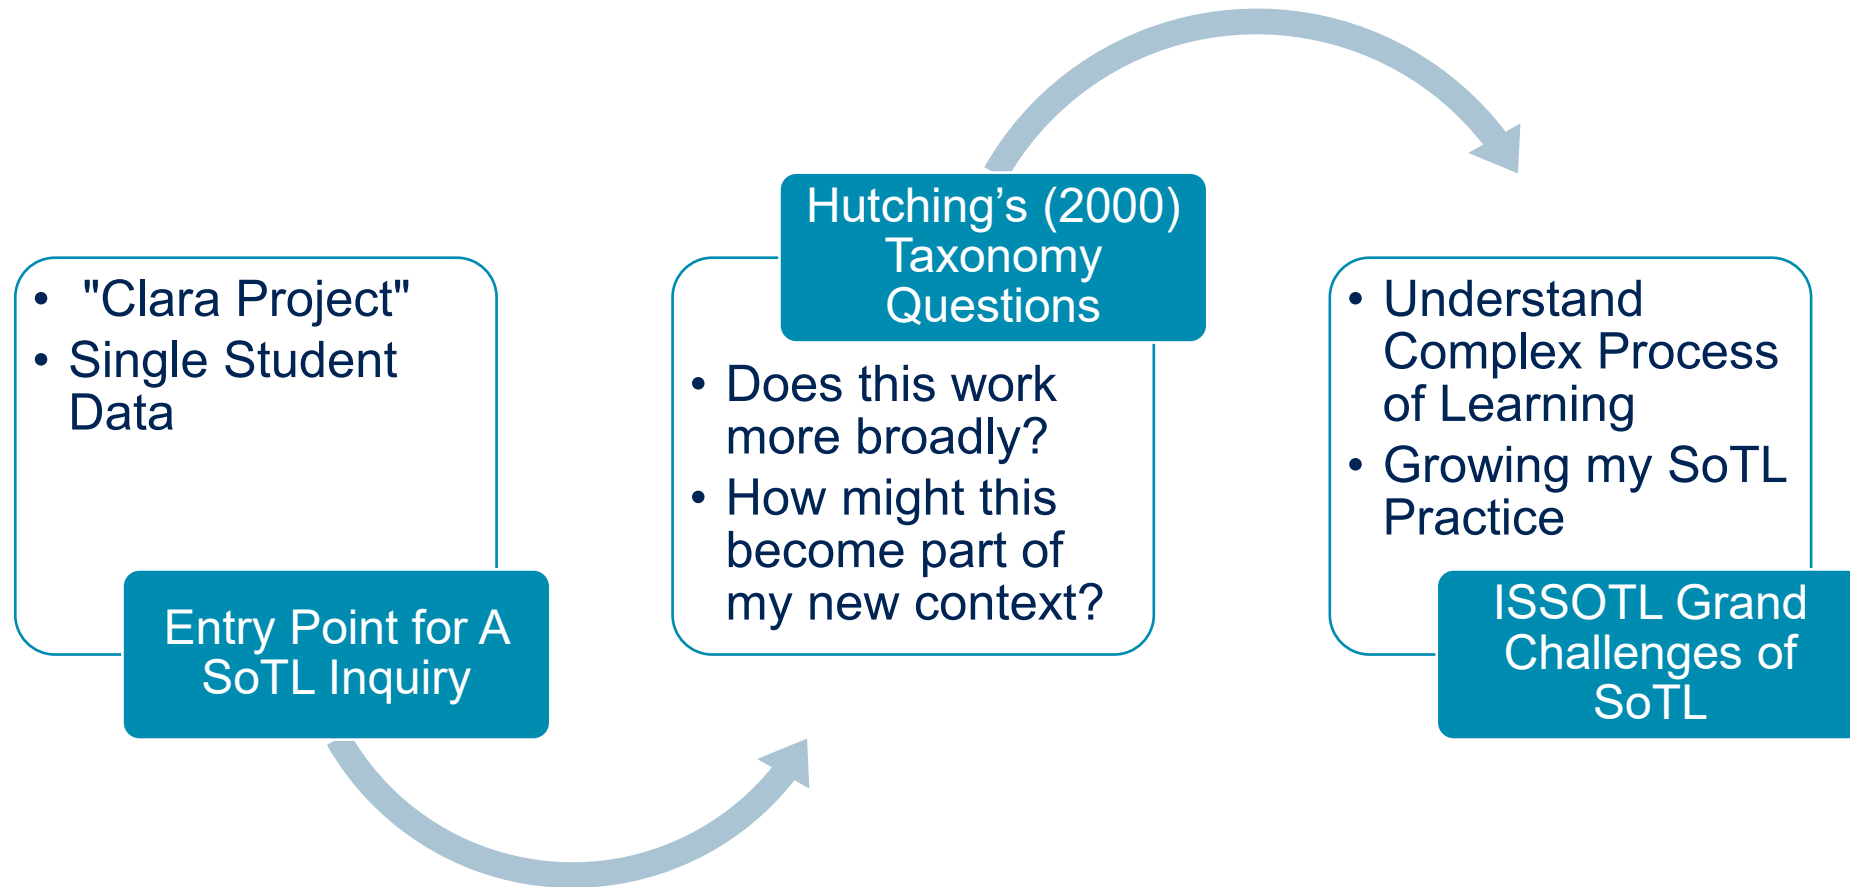 • "Clara Project"
• Single Student
Data
Entry Point for A
SoTL Inquiry
Hutching’s (2000)
Taxonomy
Questions
• Does this work
more broadly?
• How might this
become part of
my new context?
• Understand
Complex Process
of Learning
• Growing my SoTL
Practice
ISSOTL Grand
Challenges of
SoTL